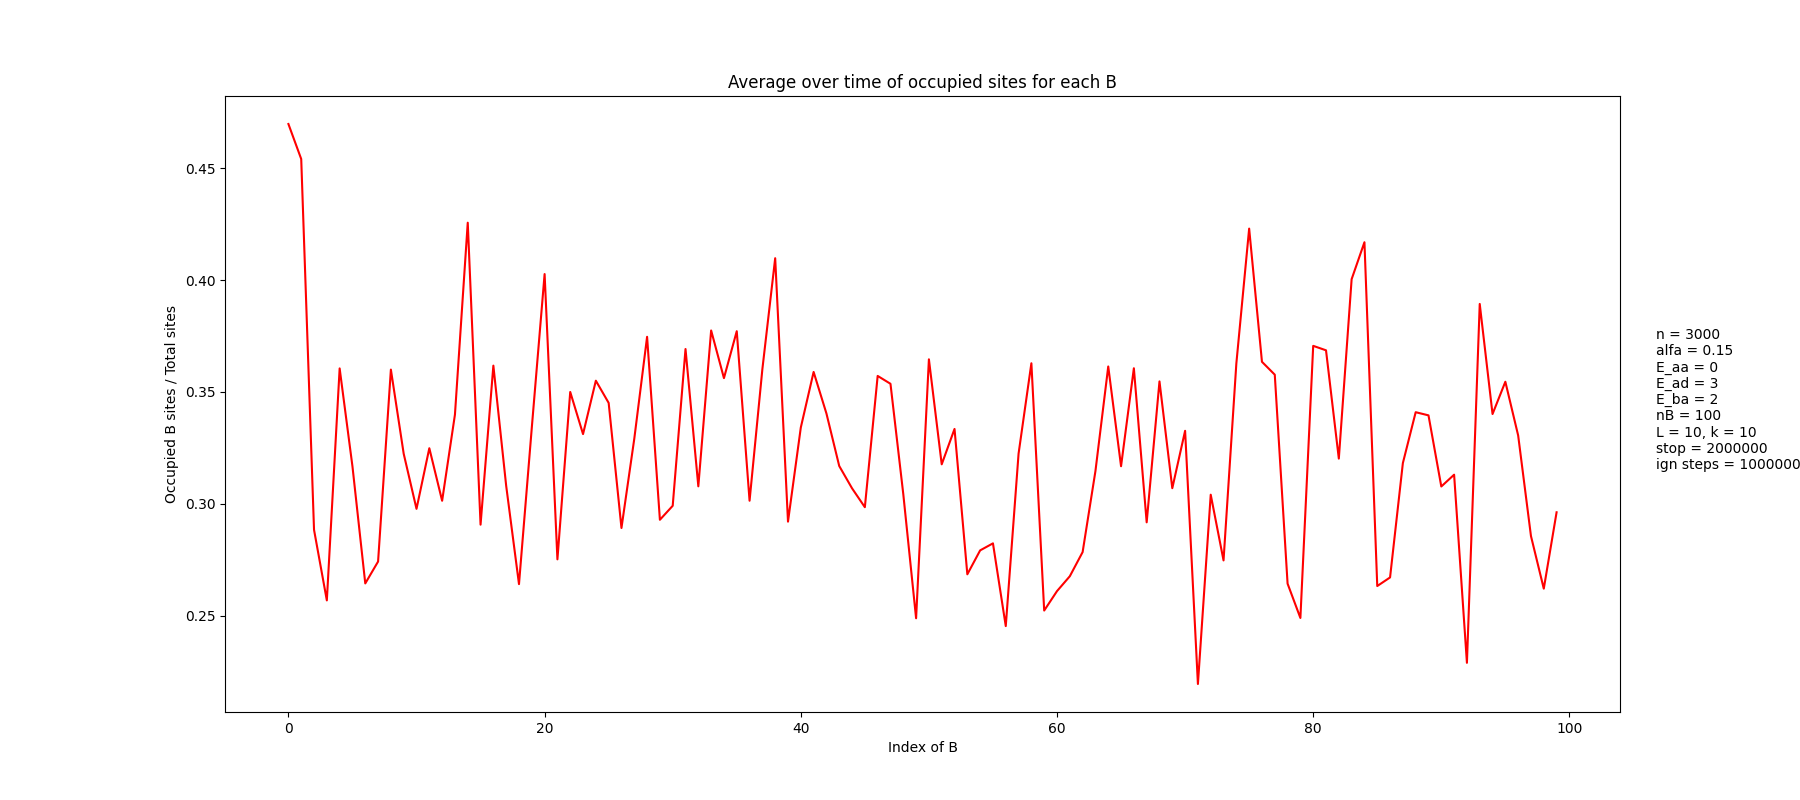 Average over time of occupied sites for each B
Occupied B sites / Total sites
0.45
0.40
0.35
0.30
0.25
0
20
40
60
80
100
Index of B
n = 3000
alfa = 0.15
E_aa = 0
E_ad = 3
E_ba = 2
nB = 100
L = 10, k = 10
stop = 2000000
ign steps = 1000000